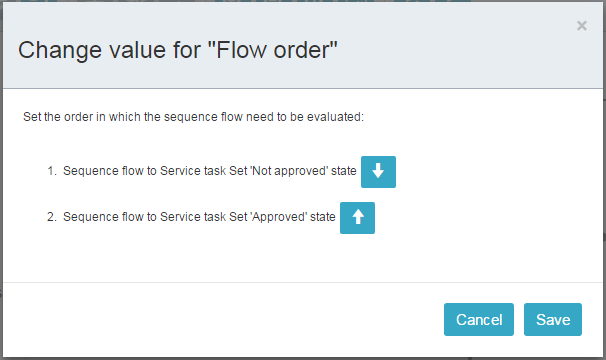 ×
Change value for "Flow order"
Set the order in which the sequence flow need to be evaluated:
1. Sequence flow to Service task Set 'Not approved' state
2. Sequence flow to Service task Set 'Approved' state
Cancel Save